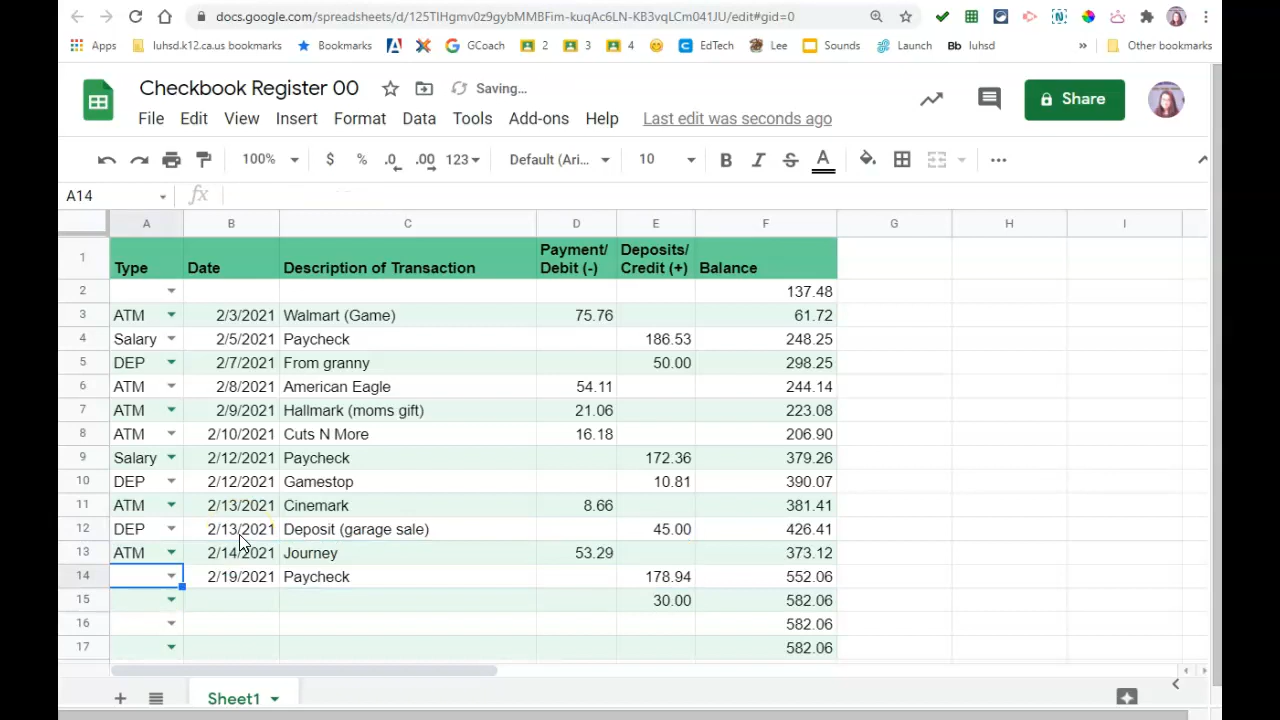 docs.google.com/spreadsheets/d/125TIHgmv0z9gybMMBFim-kuqAc6LN-KB3vqLCm041JU/edit#gid=0
Apps luhsd.k12.ca.us bookmarks Bookmarks GCoach 2 3 4 EdTech Lee Sounds Launch Bb luhsd » Other bookmarks
Checkbook Register 00 Saving...
File Edit View Insert Format Data Tools Add-ons Help Last edit was seconds ago Share
100% $ % .0 .00 123 Default (Ari... 10 B I S A
A14 fx
A B C D E F G H I
1 Type Date Description of Transaction Payment/ Debit (-) Deposits/ Credit (+) Balance
2 137.48
3 ATM 2/3/2021 Walmart (Game) 75.76 61.72
4 Salary 2/5/2021 Paycheck 186.53 248.25
5 DEP 2/7/2021 From granny 50.00 298.25
6 ATM 2/8/2021 American Eagle 54.11 244.14
7 ATM 2/9/2021 Hallmark (moms gift) 21.06 223.08
8 ATM 2/10/2021 Cuts N More 16.18 206.90
9 Salary 2/12/2021 Paycheck 172.36 379.26
10 DEP 2/12/2021 Gamestop 10.81 390.07
11 ATM 2/13/2021 Cinemark 8.66 381.41
12 DEP 2/13/2021 Deposit (garage sale) 45.00 426.41
13 ATM 2/14/2021 Journey 53.29 373.12
14 2/19/2021 Paycheck 178.94 552.06
15 30.00 582.06
16 582.06
17 582.06
Sheet1